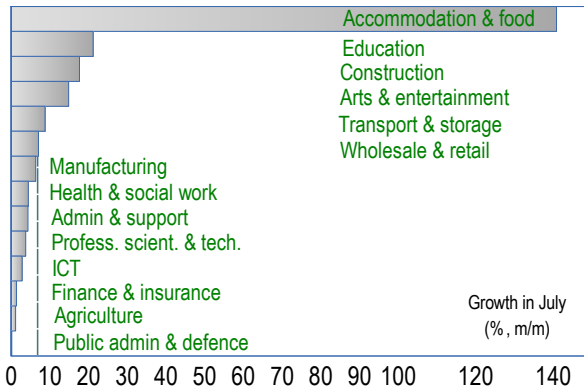 Accommodation & food
Education
Construction
Arts & entertainment
Transport & storage
Wholesale & retail
Manufacturing
Health & social work
Admin & support
Profess. scient. & tech.
ICT
Finance & insurance
Agriculture
Public admin & defence
Growth in July
(%, m/m)
0 10 20 30 40 50 60 70 80 90 100 120 140